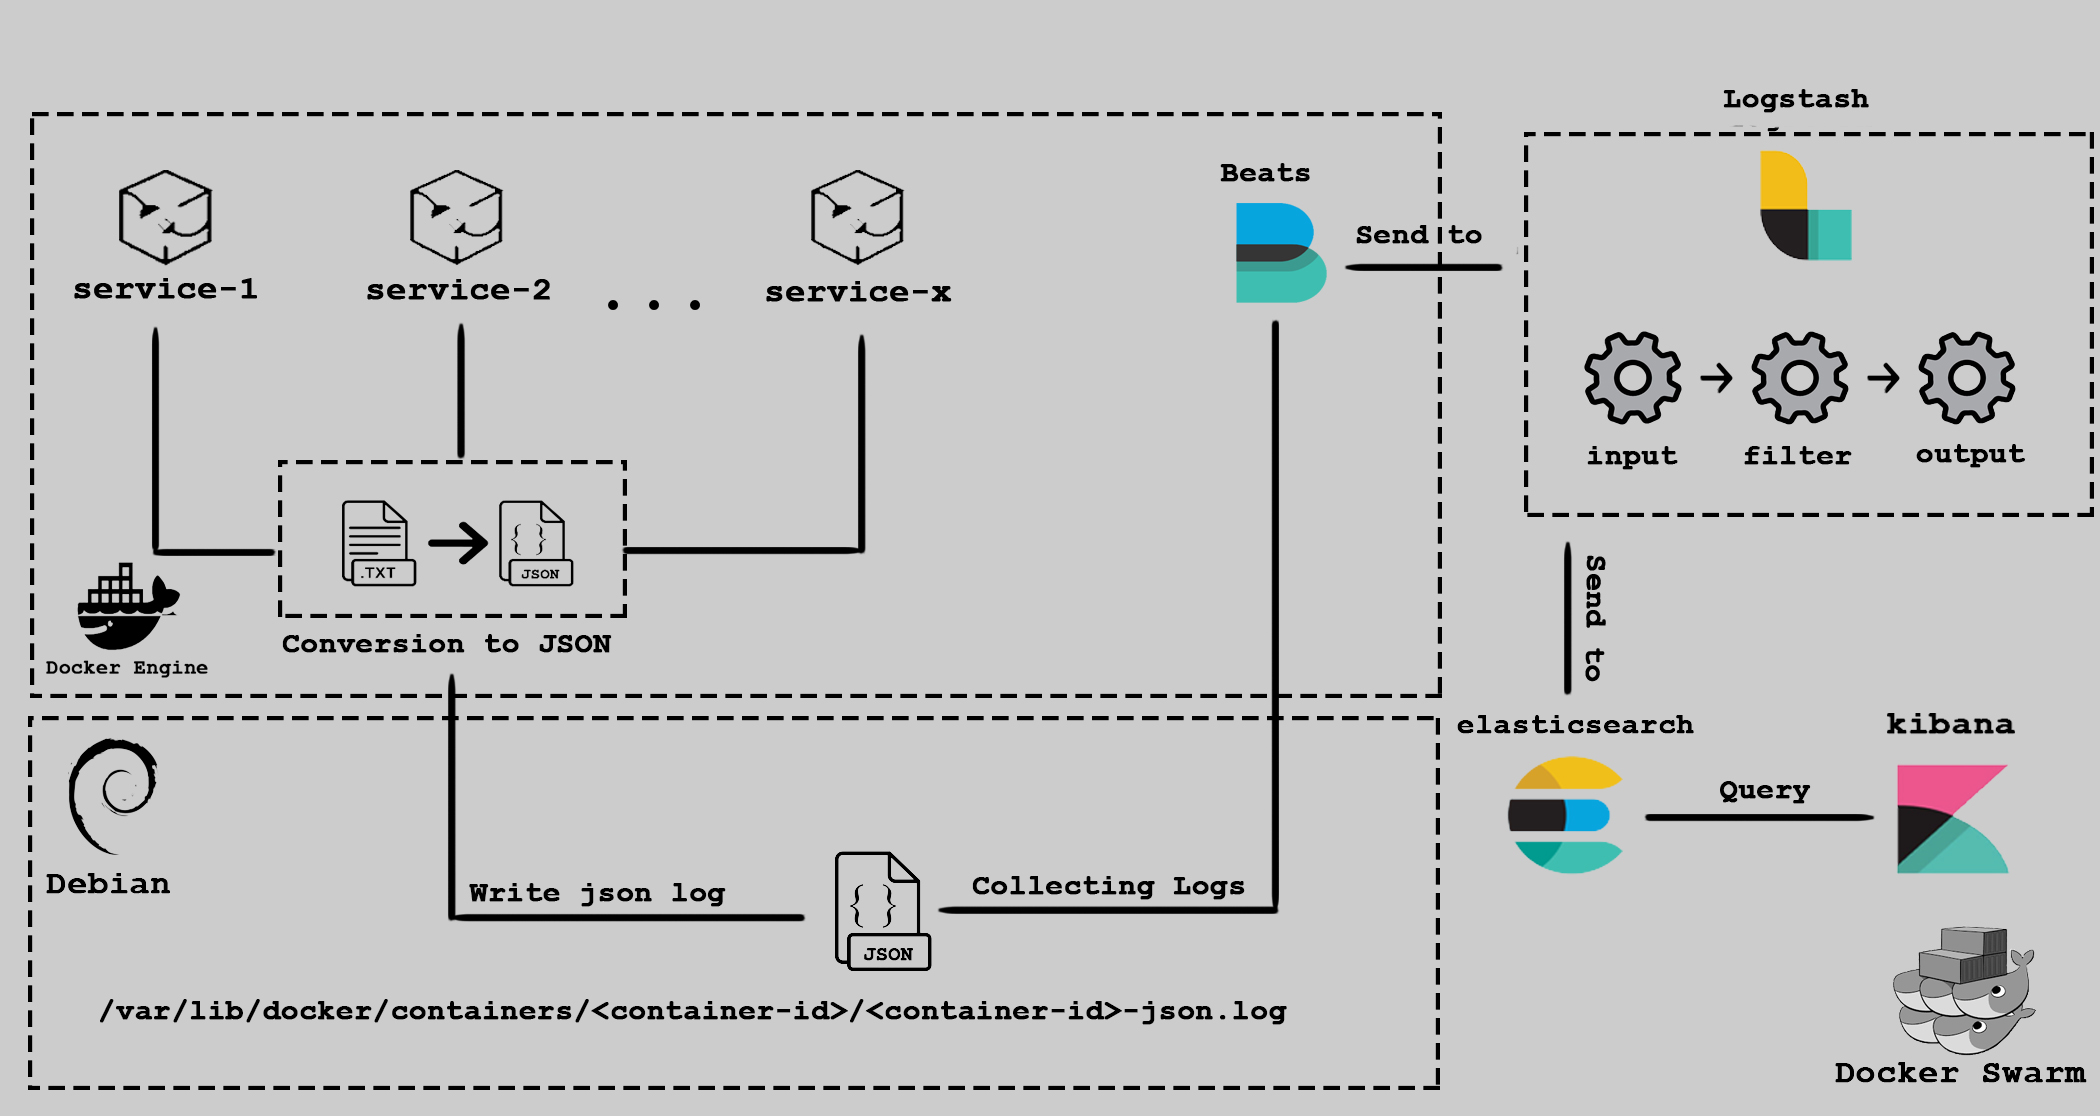 Logstash
Beats
Send to
service-1
service-2
. . .
service-x
input
filter
output
.TXT
JSON
Conversion to JSON
Docker Engine
Send to
elasticsearch
kibana
Query
Debian
Write json log
Collecting Logs
{ }
JSON
/var/lib/docker/containers/<container-id>/<container-id>-json.log
Docker Swarm